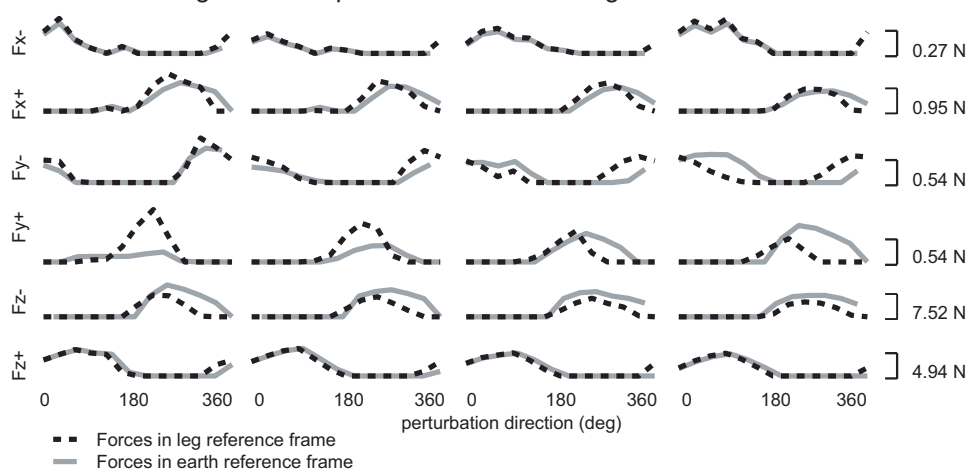 Fx-
0.27 N
Fx+
0.95 N
Fy-
0.54 N
Fy+
0.54 N
Fz-
7.52 N
Fz+
4.94 N
0 180 360 0 180 360 0 180 360 0 180 360
perturbation direction (deg)
Forces in leg reference frame
Forces in earth reference frame